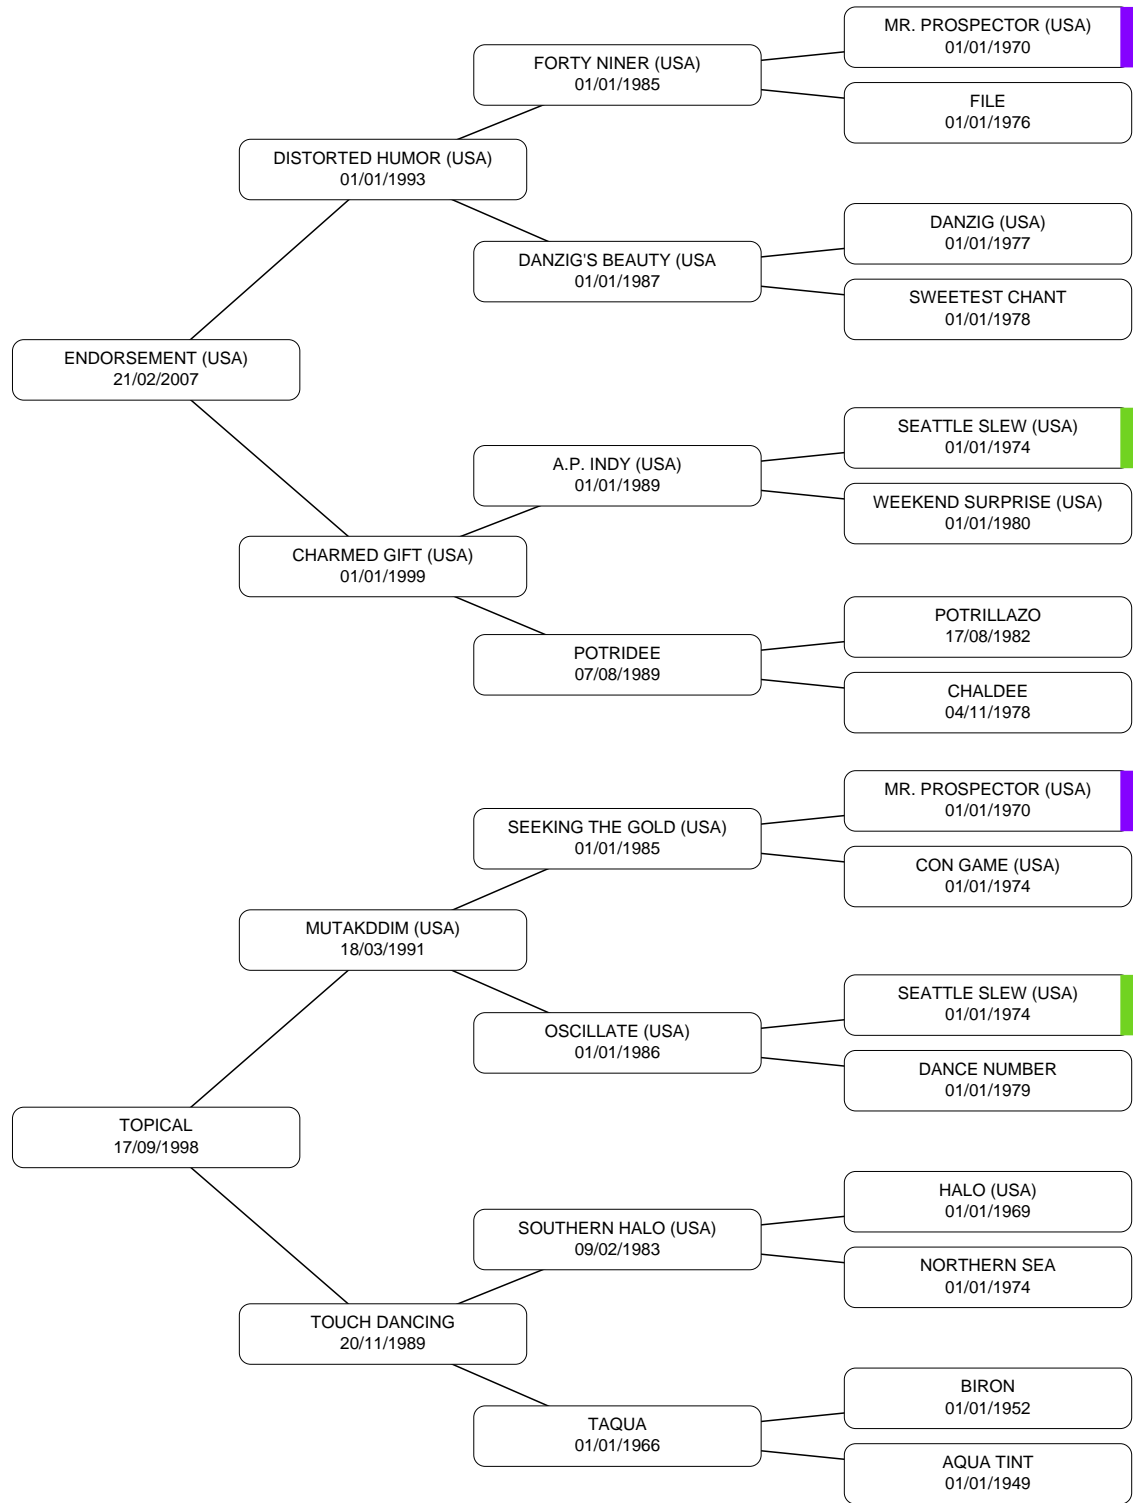 MR. PROSPECTOR (USA)
01/01/1970
FORTY NINER (USA)
01/01/1985
FILE
01/01/1976
DISTORTED HUMOR (USA)
01/01/1993
DANZIG (USA)
01/01/1977
DANZIG'S BEAUTY (USA
01/01/1987
SWEETEST CHANT
01/01/1978
ENDORSEMENT (USA)
21/02/2007
SEATTLE SLEW (USA)
01/01/1974
A.P. INDY (USA)
01/01/1989
WEEKEND SURPRISE (USA)
01/01/1980
CHARMED GIFT (USA)
01/01/1999
POTRILLAZO
17/08/1982
POTRIDEE
07/08/1989
CHALDEE
04/11/1978
MR. PROSPECTOR (USA)
01/01/1970
SEEKING THE GOLD (USA)
01/01/1985
CON GAME (USA)
01/01/1974
MUTAKDDIM (USA)
18/03/1991
SEATTLE SLEW (USA)
01/01/1974
OSCILLATE (USA)
01/01/1986
DANCE NUMBER
01/01/1979
TOPICAL
17/09/1998
HALO (USA)
01/01/1969
SOUTHERN HALO (USA)
09/02/1983
NORTHERN SEA
01/01/1974
TOUCH DANCING
20/11/1989
BIRON
01/01/1952
TAQUA
01/01/1966
AQUA TINT
01/01/1949